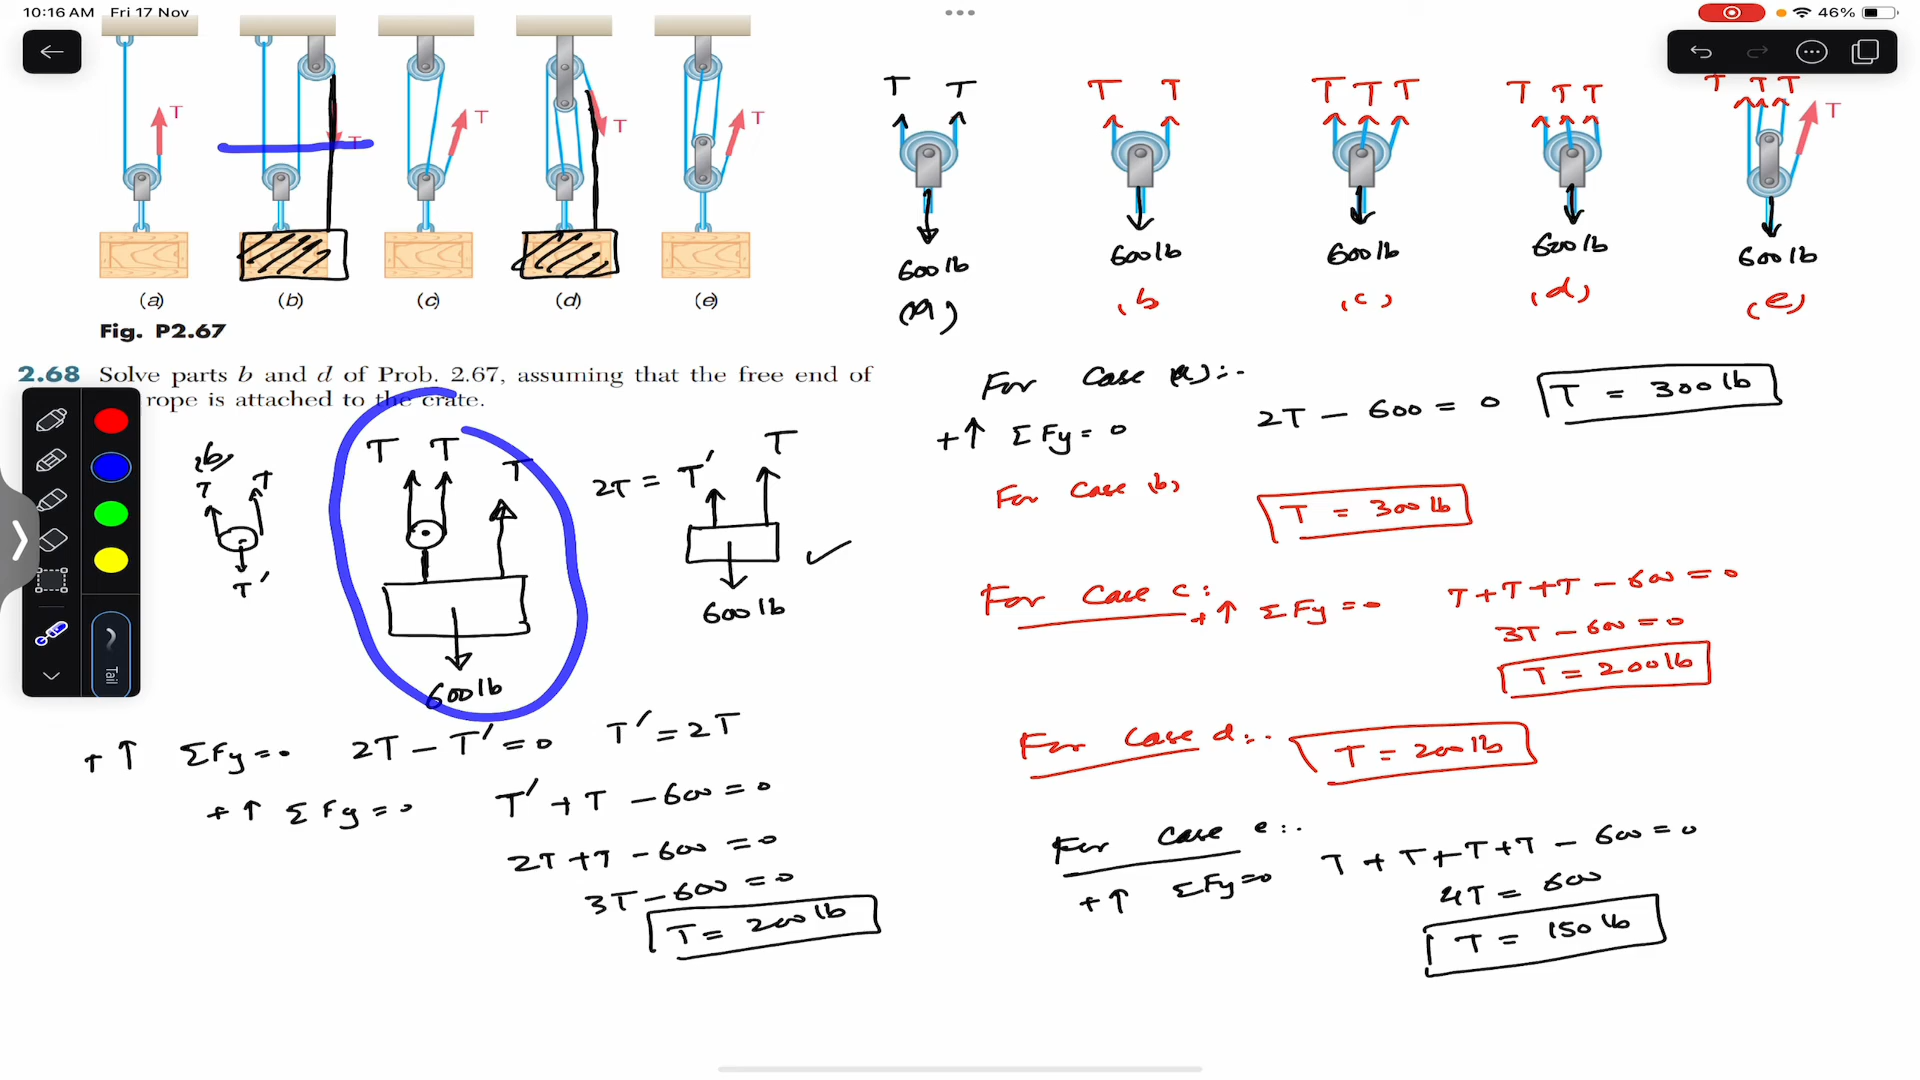 10:16 AM Fri 17 Nov
46%
T
T
T
T
T
(a)
(b)
(c)
(d)
(e)
Fig. P2.67
2.68 Solve parts b and d of Prob. 2.67, assuming that the free end of
rope is attached to the crate.
T T
600 lb
(a)
T T
600 lb
(b
T T T
600 lb
(c)
T T T
600 lb
(d)
T T T
T
600 lb
(e)
(b)
T T
T'
T T
T
600 lb
2T = T'
T
600 lb
+↑ ΣFy=0 2T - T' = 0 T' = 2T
+↑ ΣFy=0 T' + T - 600 = 0
2T + T - 600 = 0
3T - 600 = 0
T = 200 lb
For Case (a):-.
+↑ ΣFy= 0 2T - 600 = 0 T = 300 lb
For Case (b)
T = 300 lb
For Case c:
+↑ ΣFy=0 T+T+T-600=0
3T - 600 = 0
T = 200 lb
For Case d:-.
T = 200 lb
For Case e:-.
+↑ ΣFy=0 T + T + T + T - 600 = 0
4T = 600
T = 150 lb
Tail